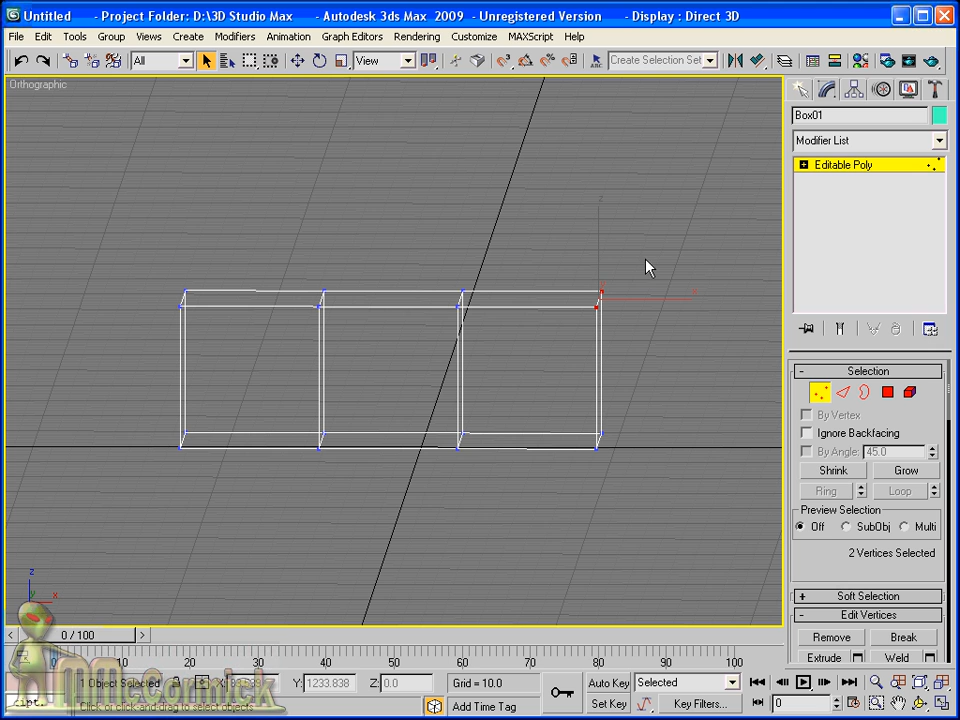 Untitled - Project Folder: D:\3D Studio Max - Autodesk 3ds Max 2009 - Unregistered Version - Display : Direct 3D
File Edit Tools Group Views Create Modifiers Animation Graph Editors Rendering Customize MAXScript Help
All View Create Selection Set
Orthographic
Box01
Modifier List
Editable Poly
Selection
By Vertex
Ignore Backfacing
By Angle: 45.0
Shrink Grow
Ring Loop
Preview Selection
Off SubObj Multi
2 Vertices Selected
Soft Selection
Edit Vertices
Remove Break
Extrude Weld
z
x
z
y x
0 / 100
10 20 30 40 50 60 70 80 90 100
1 Object Selected Y: 1233.838 Z: 0.0 Grid = 10.0 Auto Key Selected
McCormick
Click or click-and-drag to select objects Add Time Tag Set Key Key Filters... 0